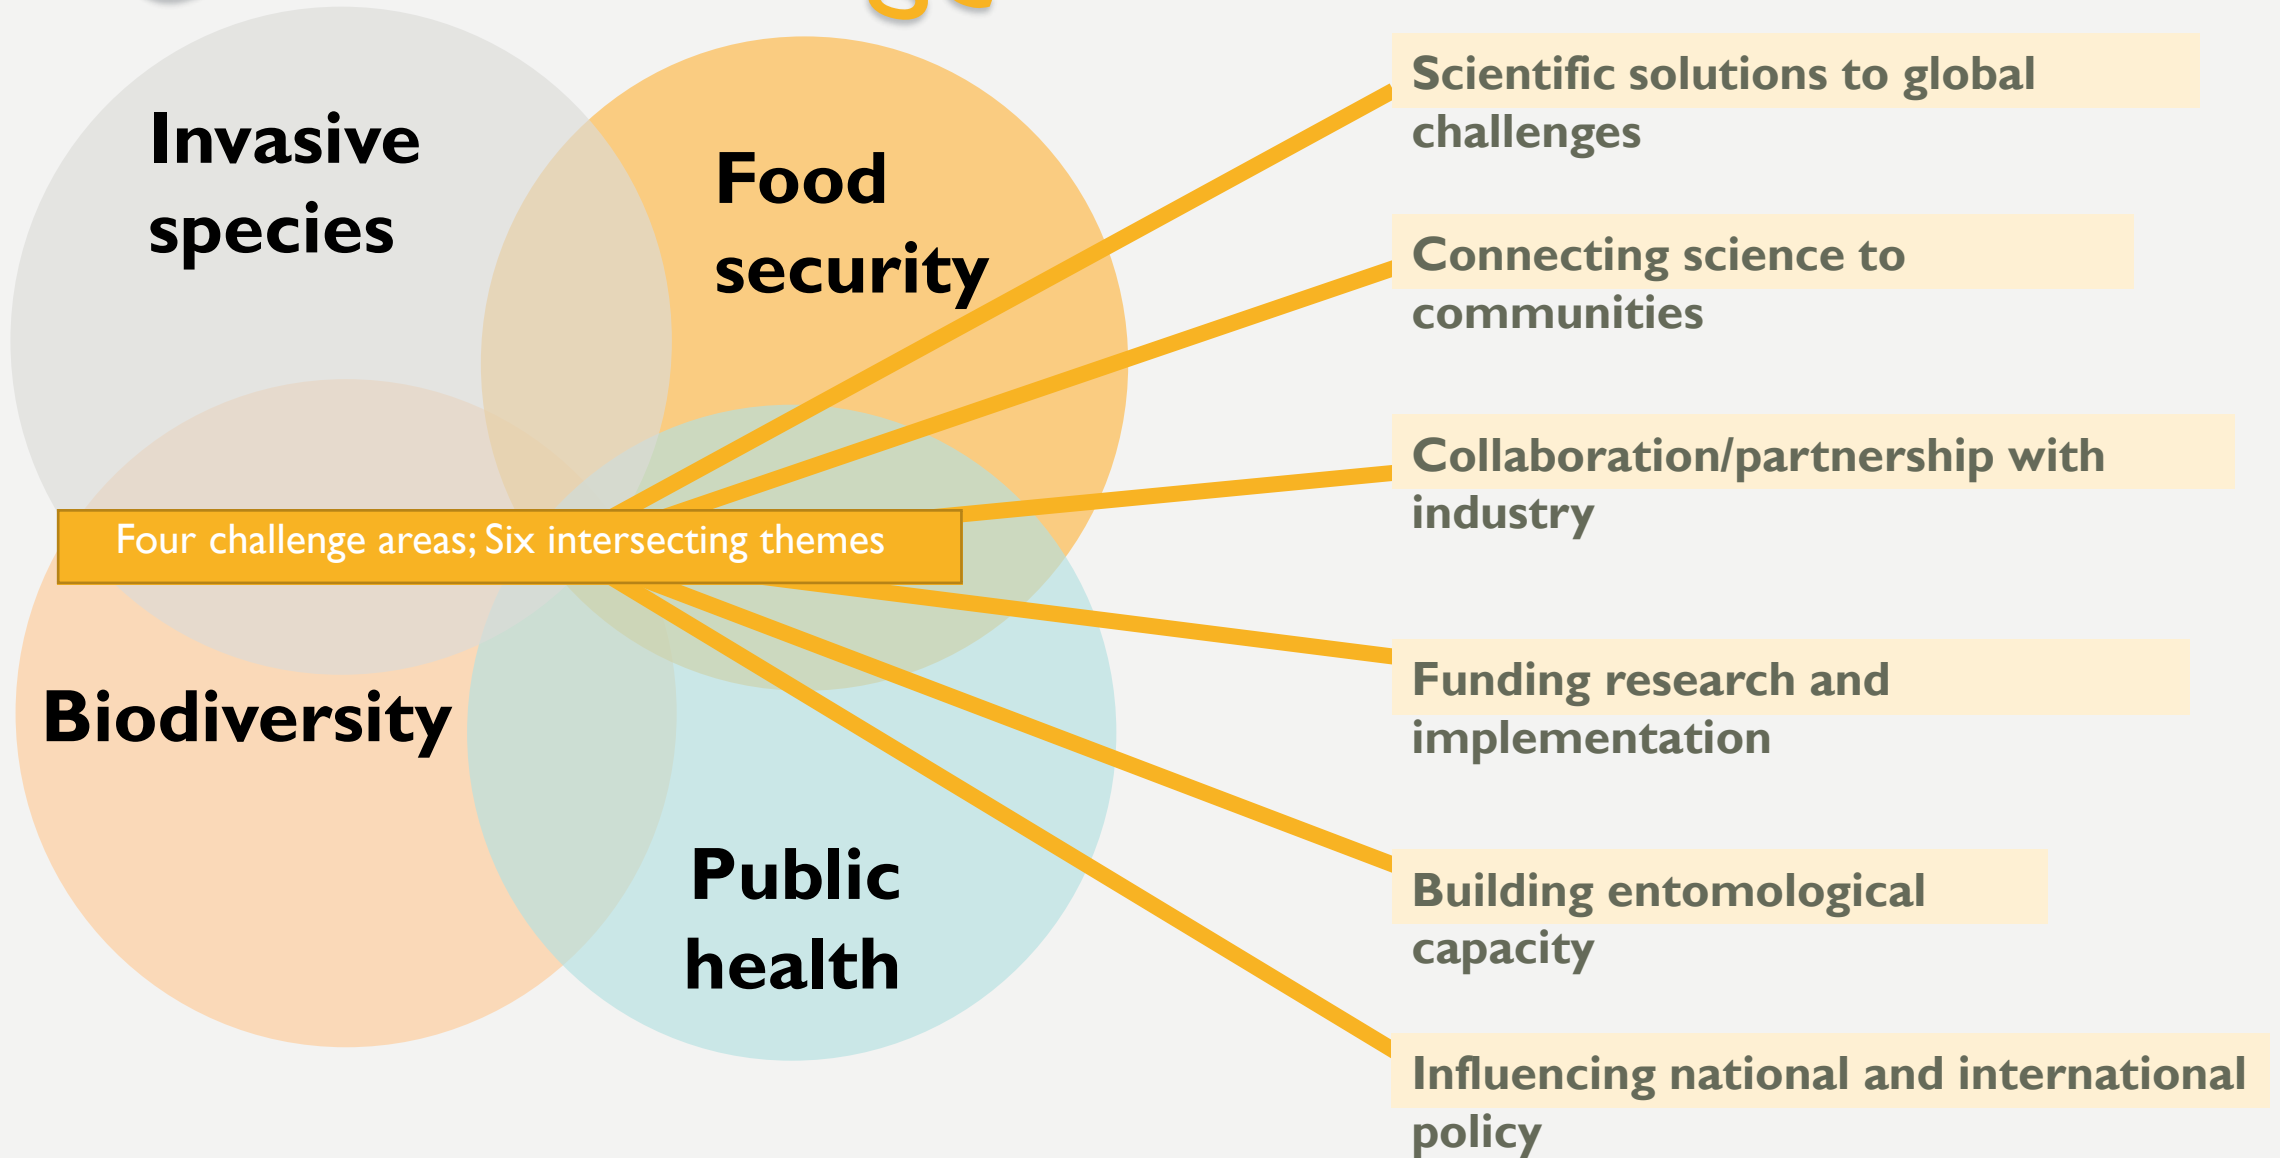 Invasive
species
Food
security
Four challenge areas; Six intersecting themes
Biodiversity
Public
health
Scientific solutions to global
challenges
Connecting science to
communities
Collaboration/partnership with
industry
Funding research and
implementation
Building entomological
capacity
Influencing national and international
policy